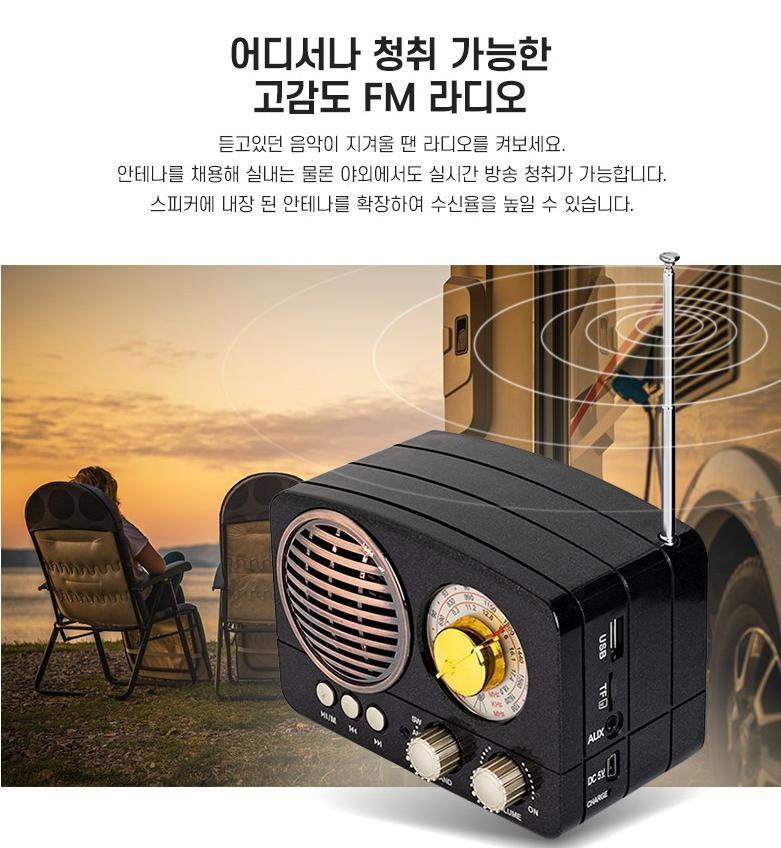 어디서나 청취 가능한
고감도 FM 라디오
듣고있던 음악이 지겨울 땐 라디오를 켜보세요.
안테나를 채용해 실내는 물론 야외에서도 실시간 방송 청취가 가능합니다.
스피커에 내장 된 안테나를 확장하여 수신율을 높일 수 있습니다.
USB
TF
AUX
DC 5V
CHARGE
SW
ON